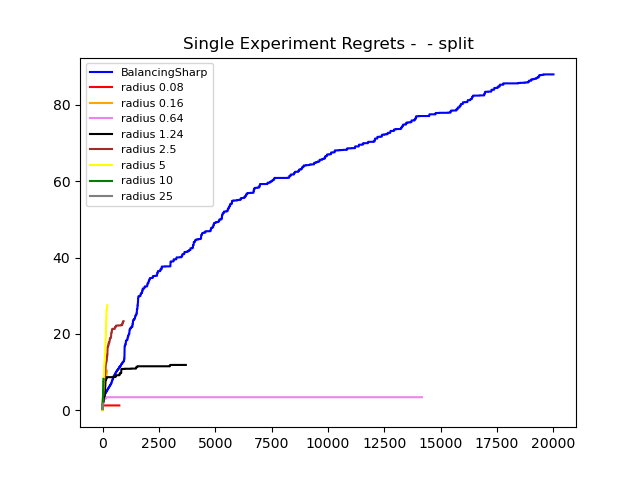 Single Experiment Regrets -  - split
BalancingSharp
radius 0.08
radius 0.16
radius 0.64
radius 1.24
radius 2.5
radius 5
radius 10
radius 25
80
60
40
20
0
0 2500 5000 7500 10000 12500 15000 17500 20000